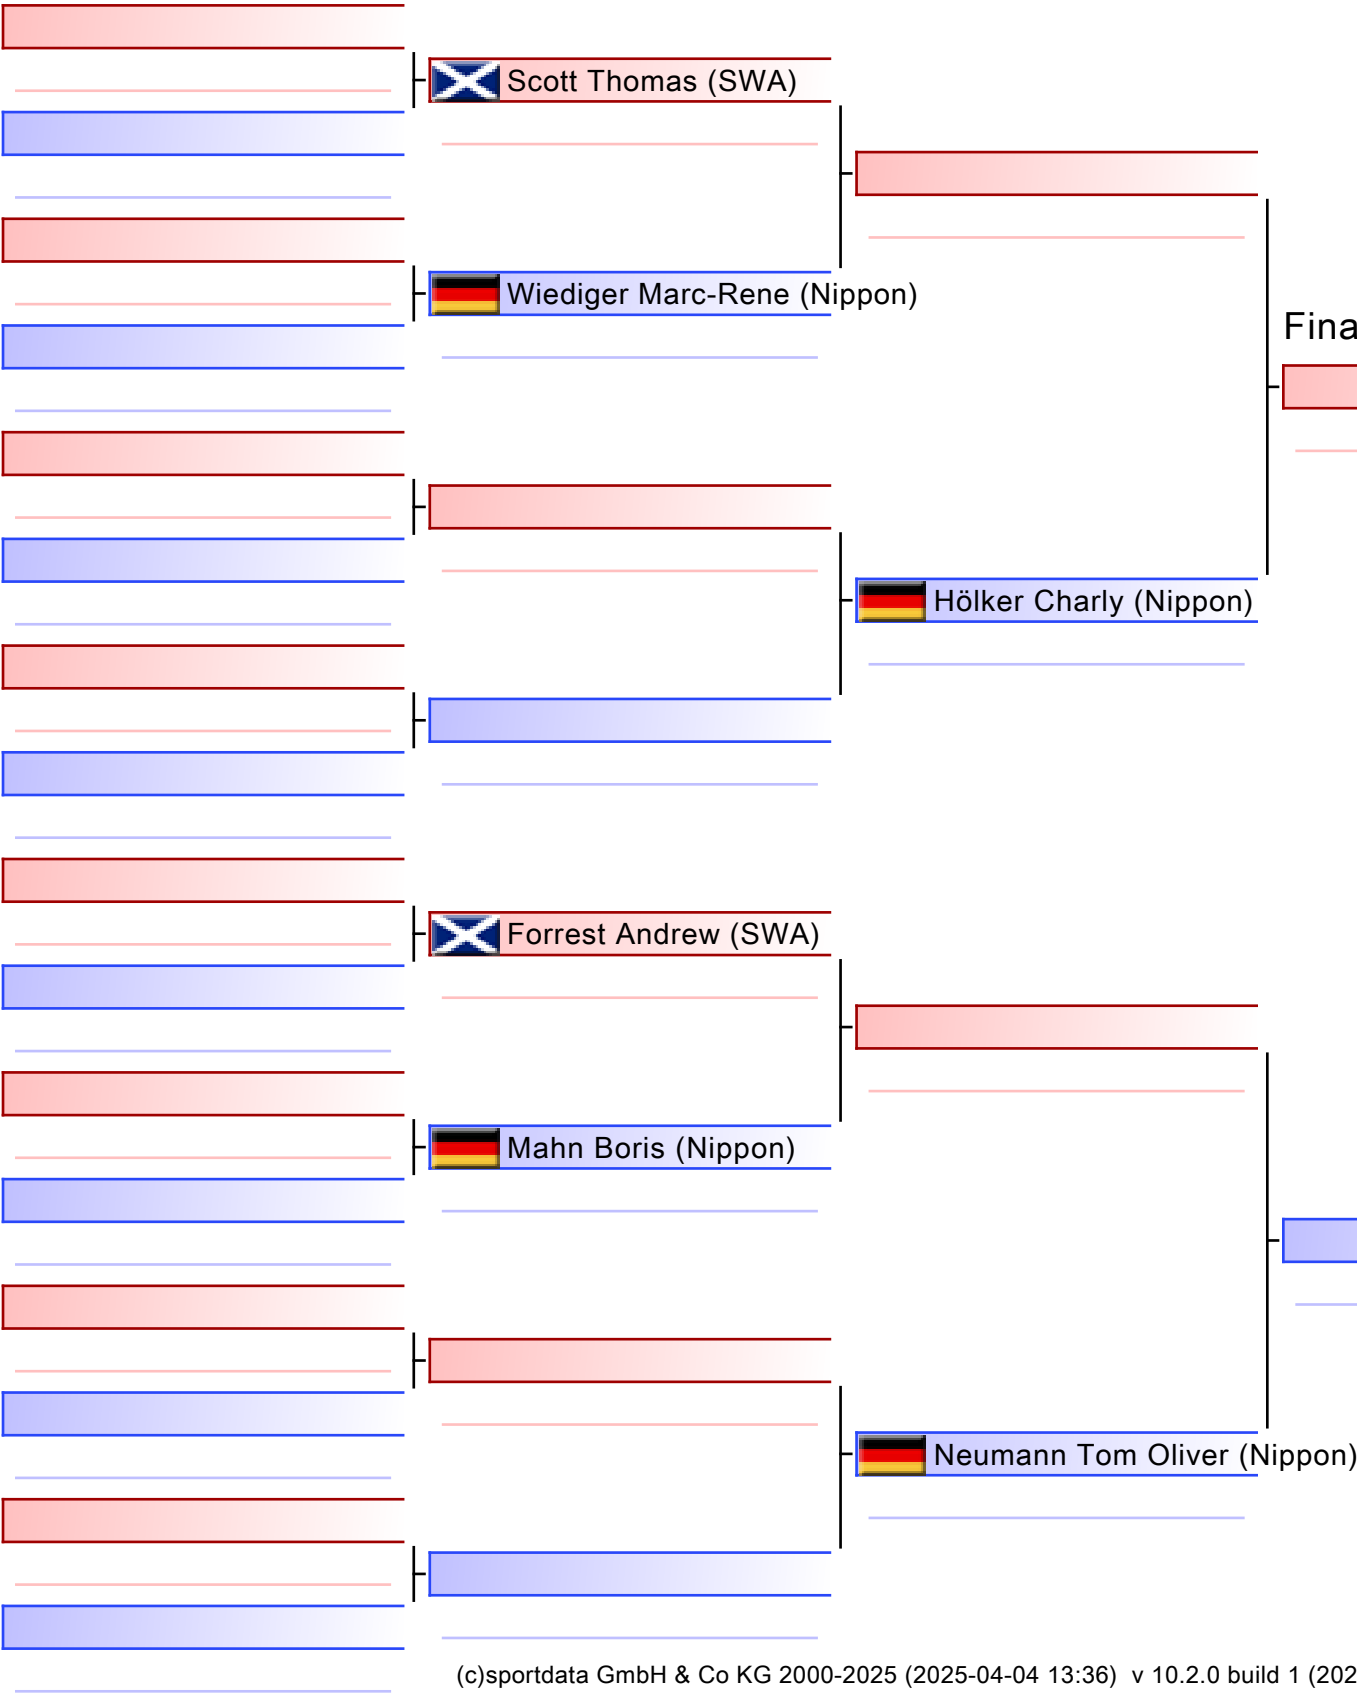 Scott Thomas (SWA)
Wiediger Marc-Rene (Nippon)
Fina
Hölker Charly (Nippon)
Forrest Andrew (SWA)
Mahn Boris (Nippon)
Neumann Tom Oliver (Nippon)
(c)sportdata GmbH & Co KG 2000-2025 (2025-04-04 13:36) v 10.2.0 build 1 (202